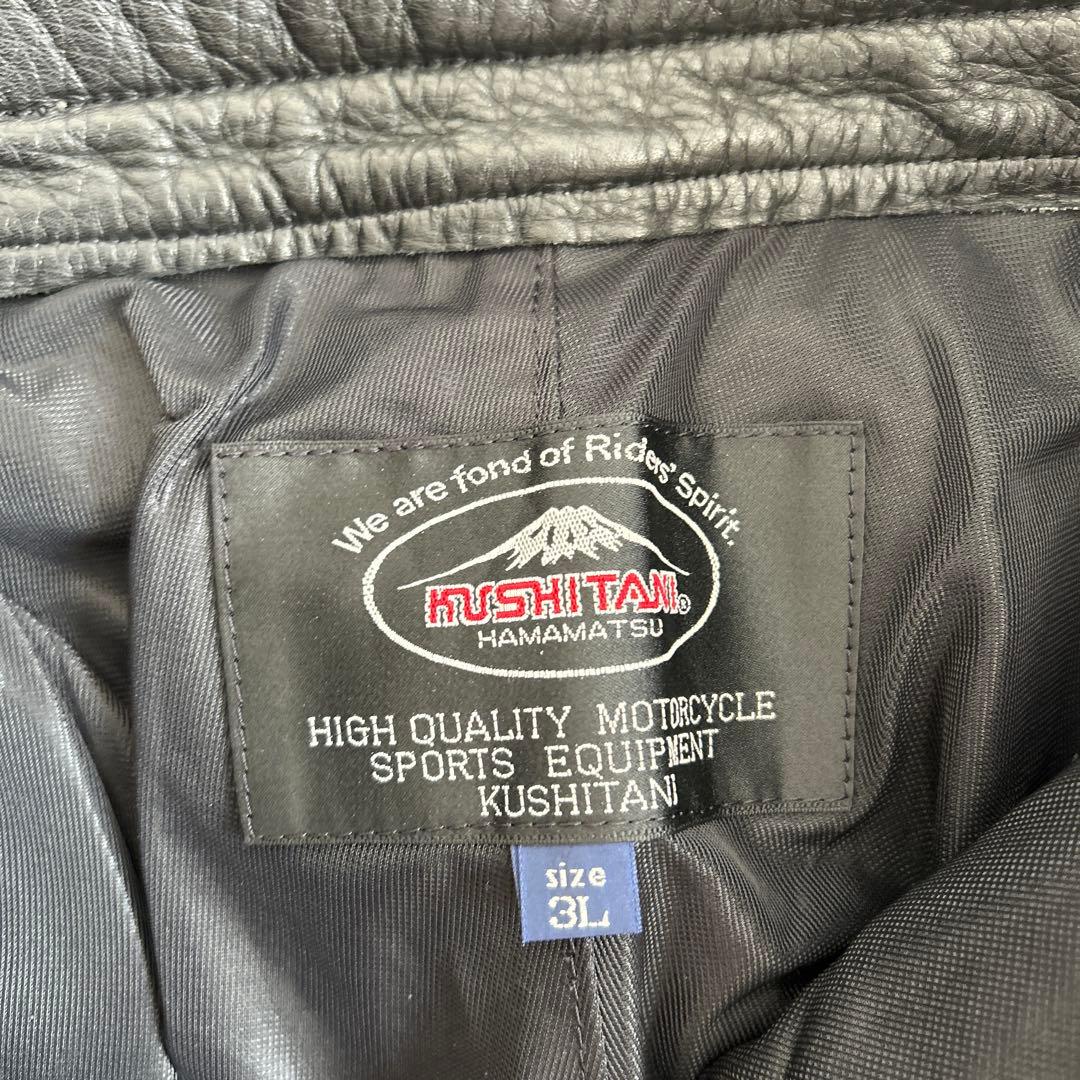 We are fond of Riders' Spirit.
KUSHITANI®
HAMAMATSU
HIGH QUALITY MOTORCYCLE
SPORTS EQUIPMENT
KUSHITANI
size
3L